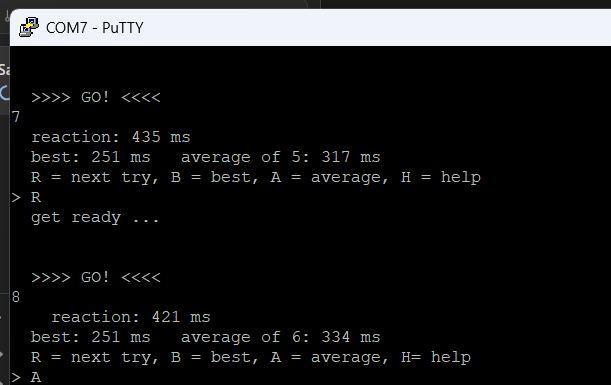 COM7 - PuTTY
>>>> GO! <<<<
7
reaction: 435 ms
best: 251 ms   average of 5: 317 ms
R = next try, B = best, A = average, H = help
> R
get ready ...
>>>> GO! <<<<
8
reaction: 421 ms
best: 251 ms   average of 6: 334 ms
R = next try, B = best, A = average, H= help
> A